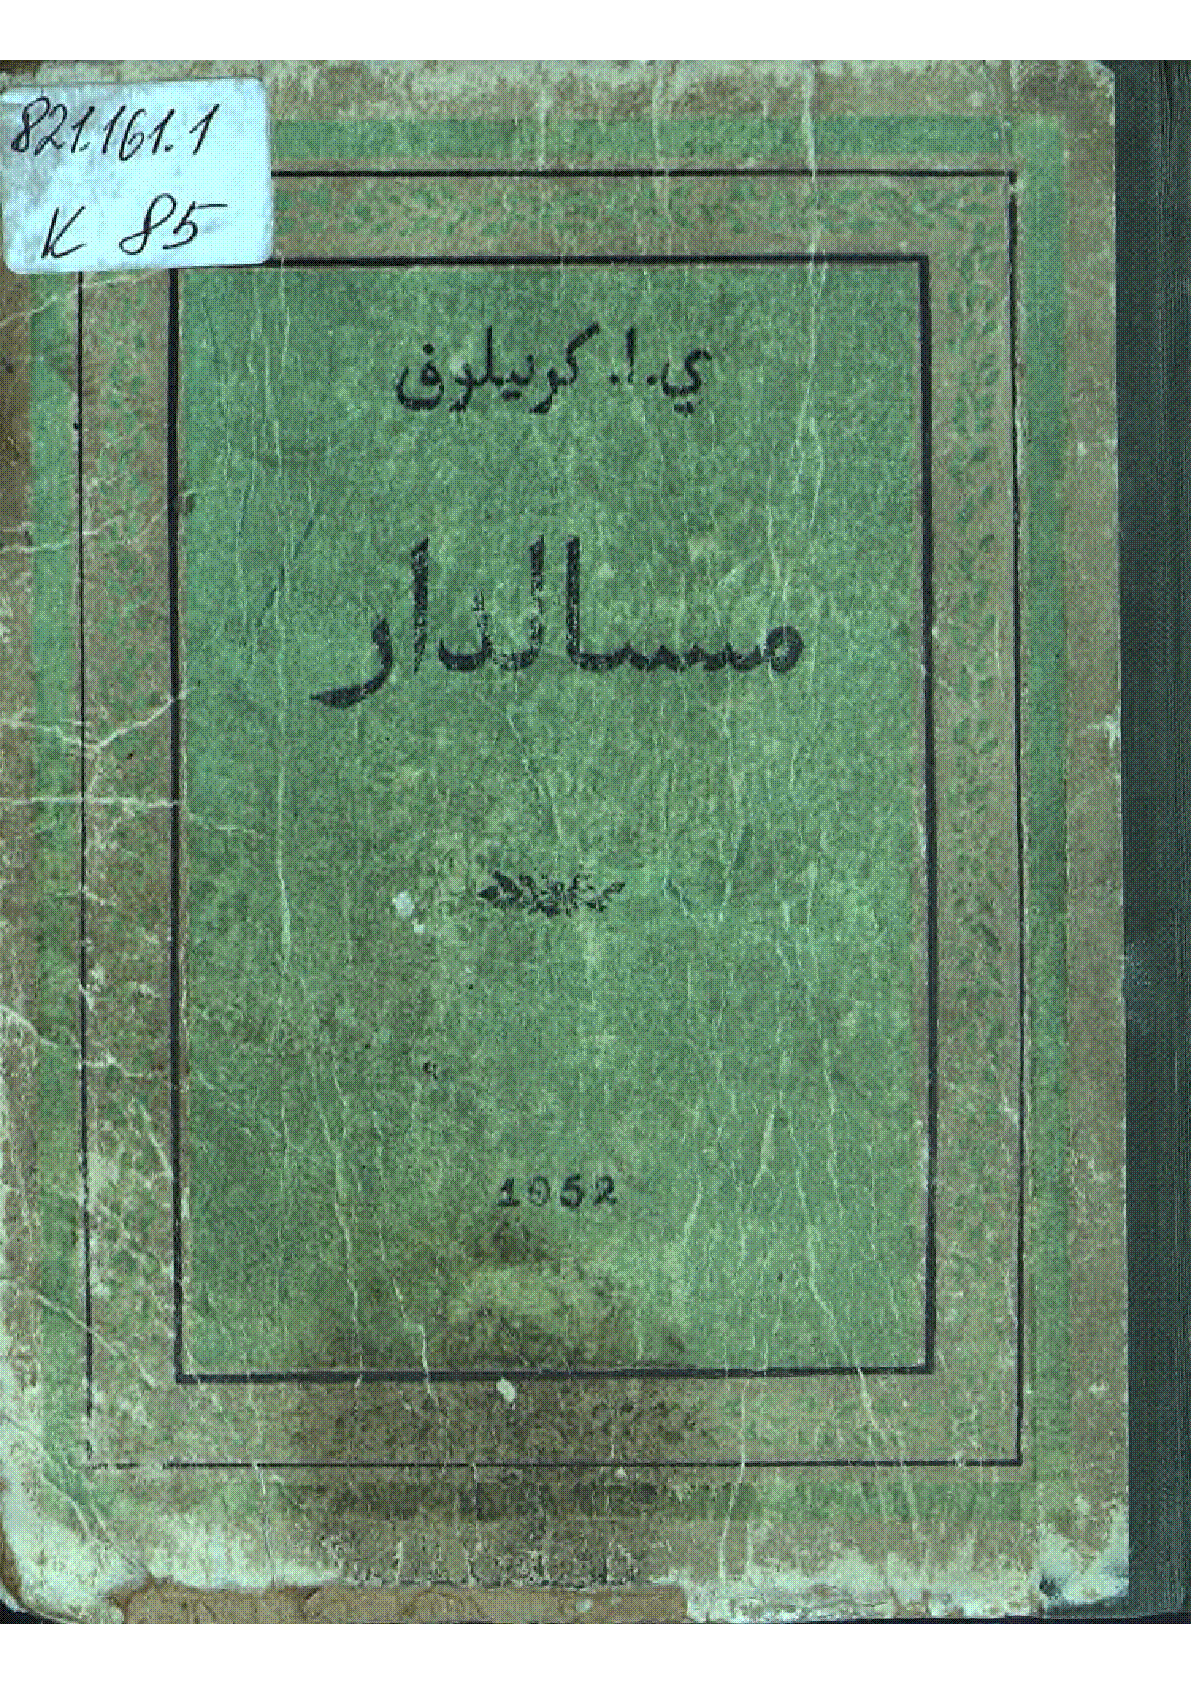 821.161.1
К 85
ي. ا. كريلوف
مسالدار
1952